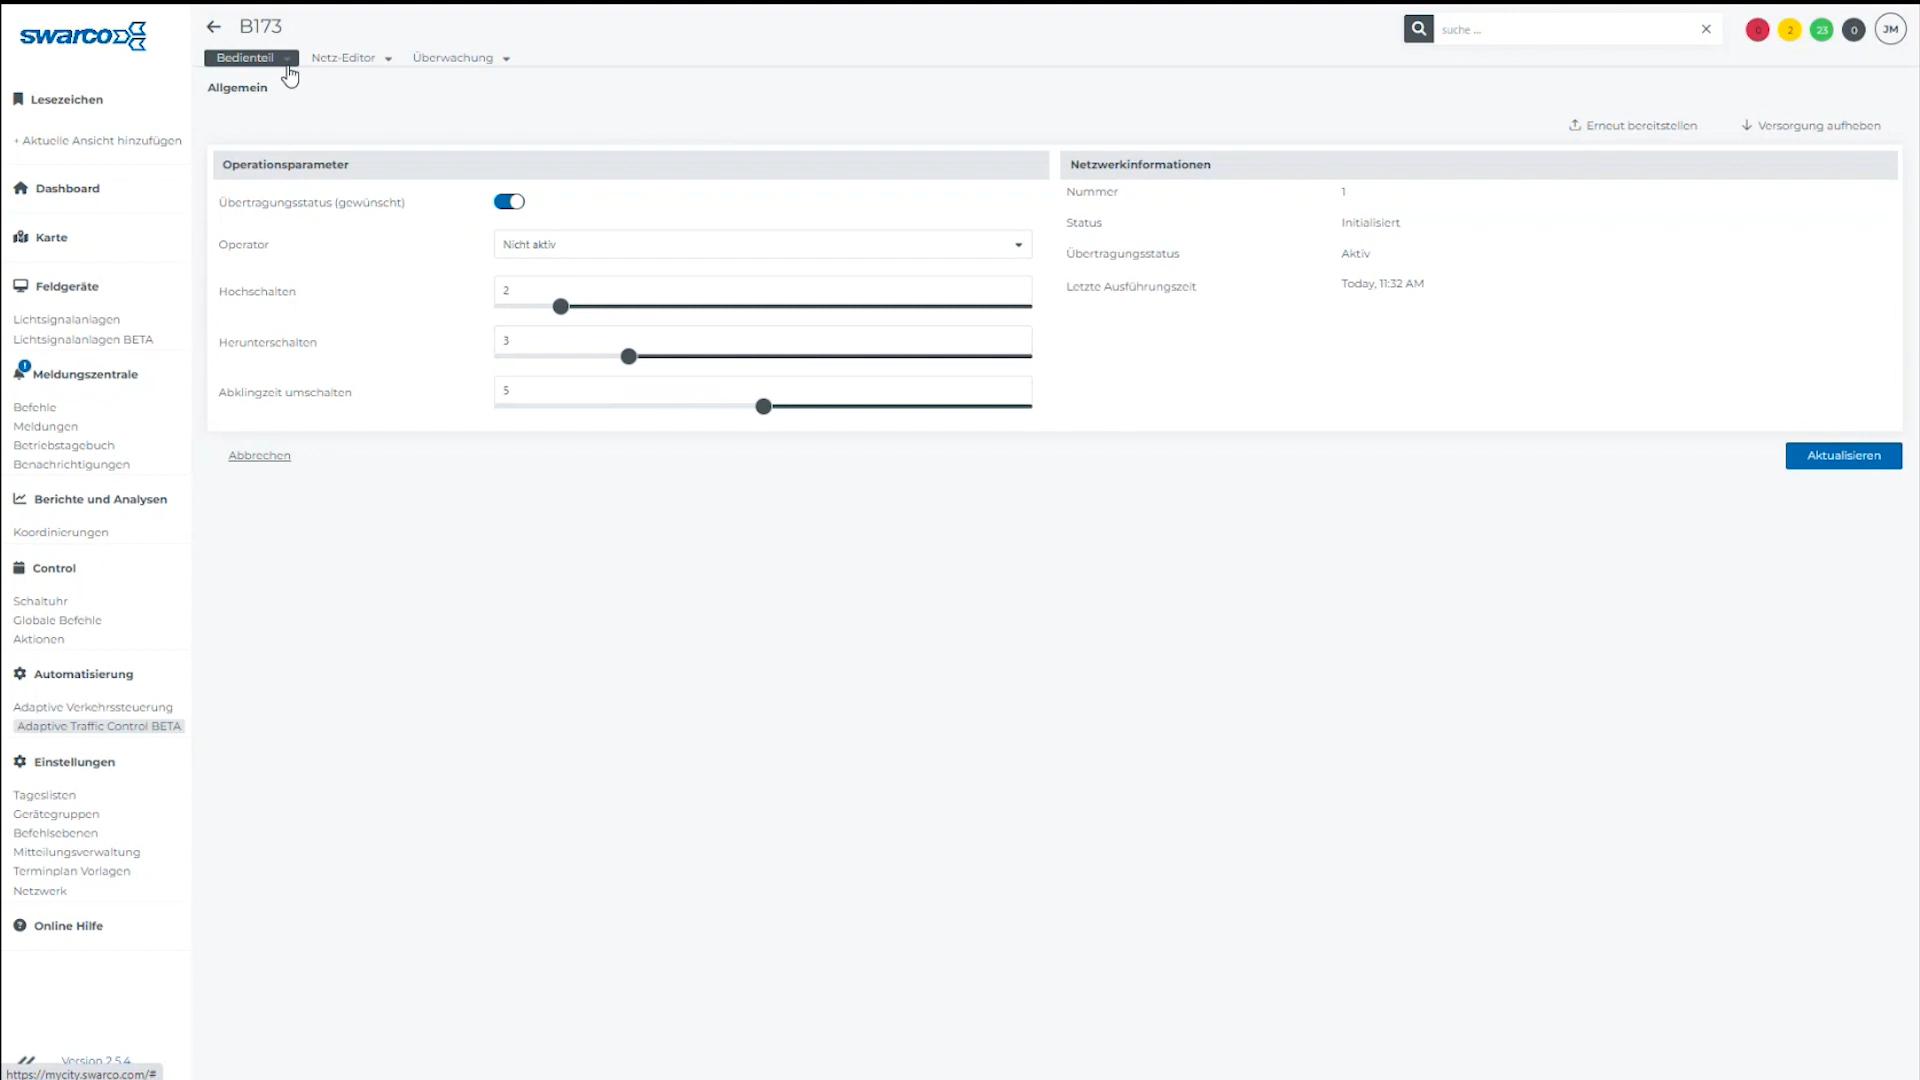 swarco
B173
suche ...
0
2
23
0
JM
Bedienteil
Netz-Editor
Überwachung
Allgemein
Lesezeichen
+ Aktuelle Ansicht hinzufügen
Dashboard
Karte
Feldgeräte
Lichtsignalanlagen
Lichtsignalanlagen BETA
Meldungszentrale
Befehle
Meldungen
Betriebstagebuch
Benachrichtigungen
Berichte und Analysen
Koordinierungen
Control
Schaltuhr
Globale Befehle
Aktionen
Automatisierung
Adaptive Verkehrssteuerung
Adaptive Traffic Control BETA
Einstellungen
Tageslisten
Gerätegruppen
Befehlsebenen
Mitteilungsverwaltung
Terminplan Vorlagen
Netzwerk
Online Hilfe
Version 2.5.4
https://mycity.swarco.com/#
Erneut bereitstellen
Versorgung aufheben
Operationsparameter
Übertragungsstatus (gewünscht)
Operator
Nicht aktiv
Hochschalten
2
Herunterschalten
3
Abklingzeit umschalten
5
Netzwerkinformationen
Nummer
1
Status
Initialisiert
Übertragungsstatus
Aktiv
Letzte Ausführungszeit
Today, 11:32 AM
Abbrechen
Aktualisieren